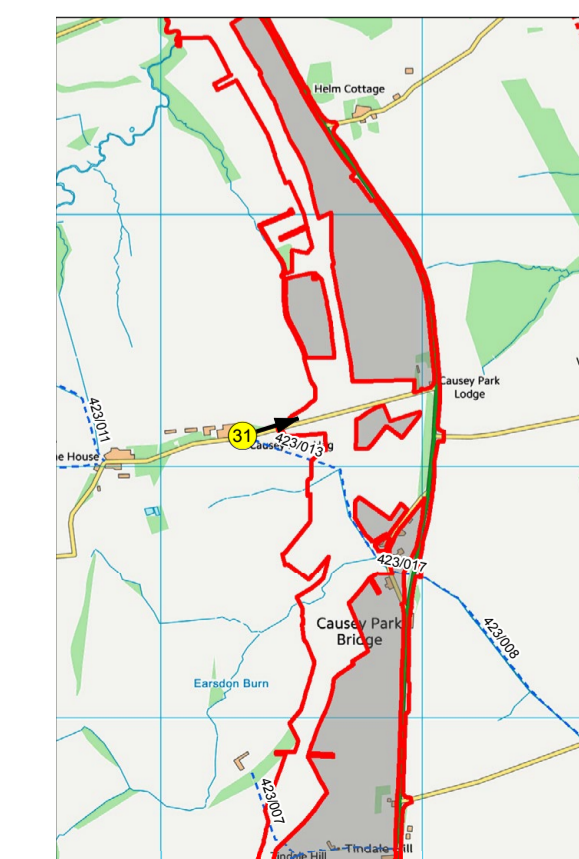 Helm Cottage
Causey Park
Lodge
423/011
31
423/013
e House
423/017
Causey Park
Bridge
423/008
Earsdon Burn
423/007
Tindale Hill